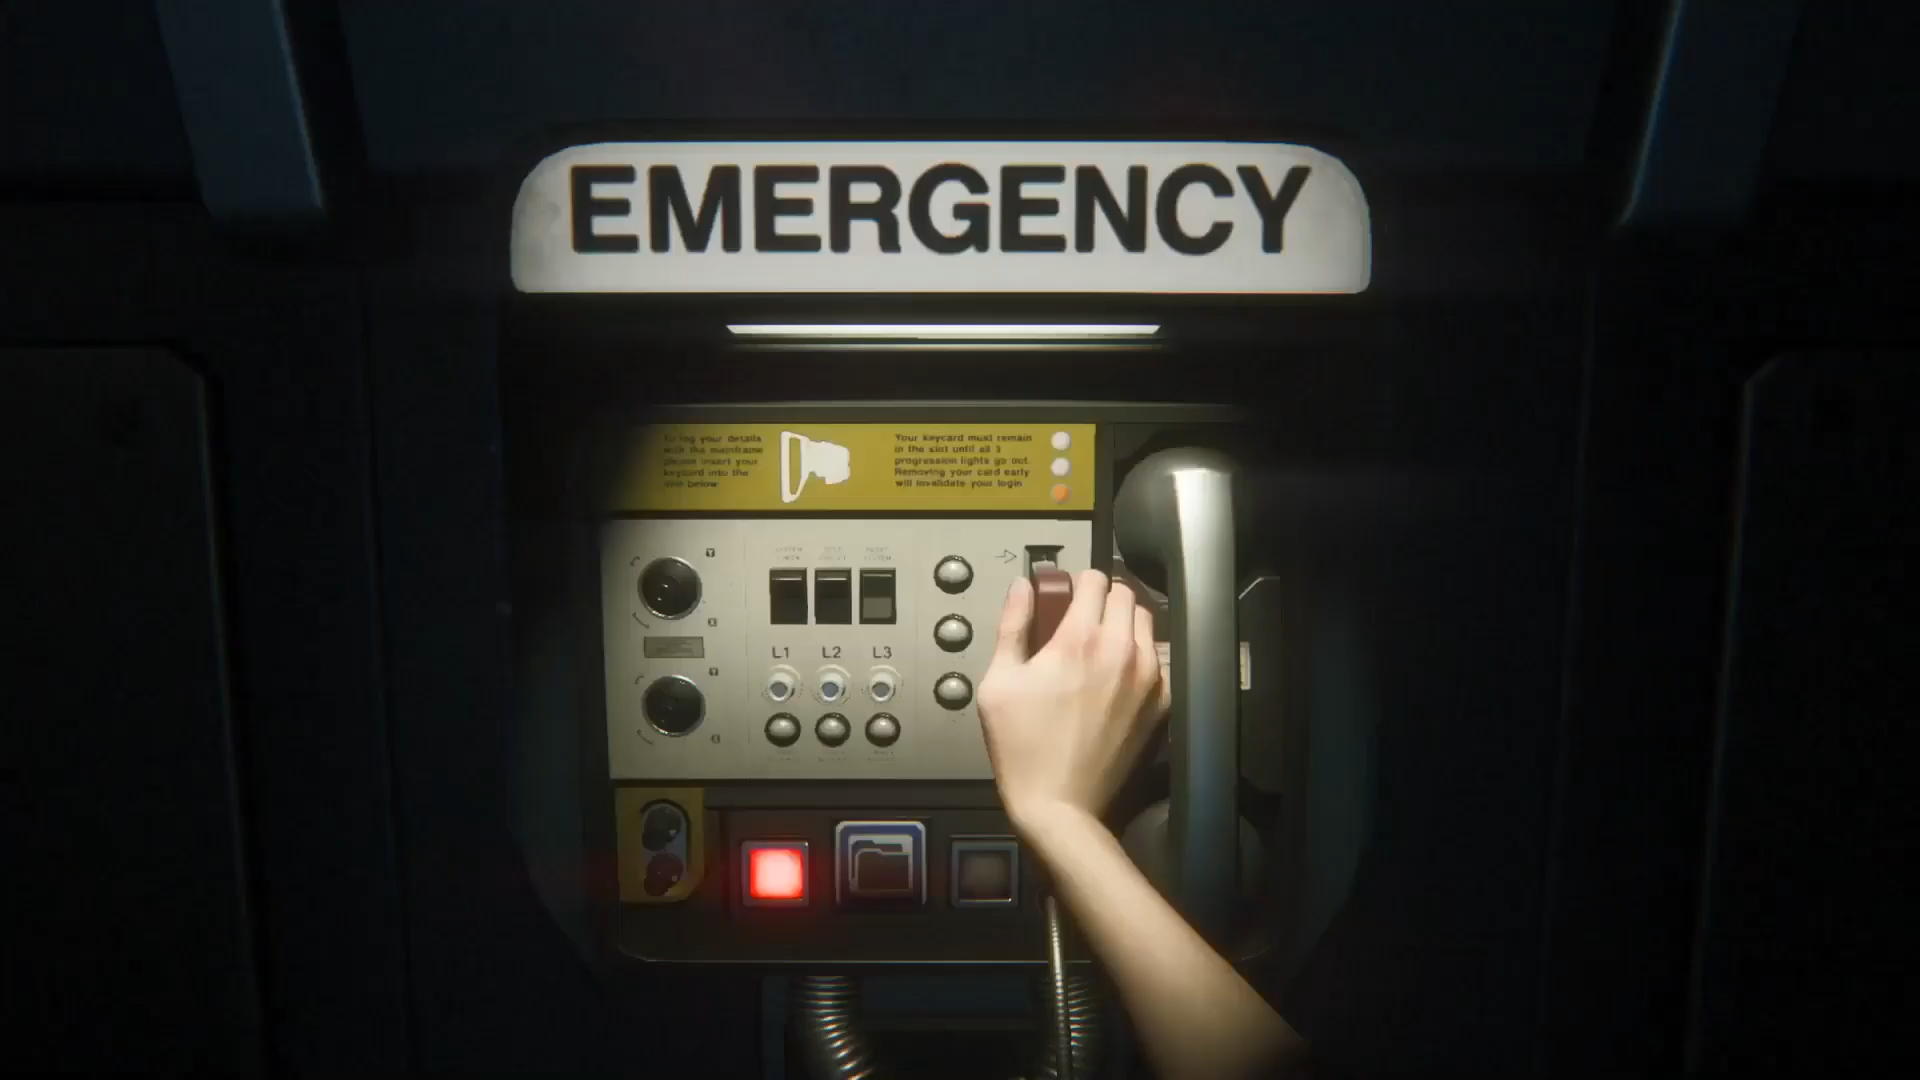 EMERGENCY
To log your details
with the mainframe
please insert your
keycard into the
slot below
Your keycard must remain
in the slot until all 3
progression lights go out.
Removing your card early
will invalidate your login
L1 L2 L3